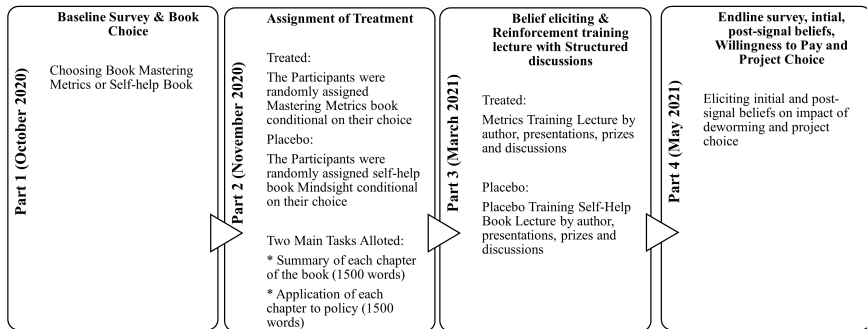 Part 1 (October 2020)
Baseline Survey & Book
Choice
Choosing Book Mastering
Metrics or Self-help Book
Part 2 (November 2020)
Assignment of Treatment
Treated:
The Participants were
randomly assigned
Mastering Metrics book
conditional on their choice
Placebo:
The Participants were
randomly assigned self-help
book Mindsight conditional
on their choice
Two Main Tasks Alloted:
* Summary of each chapter
of the book (1500 words)
* Application of each
chapter to policy (1500
words)
Part 3 (March 2021)
Belief eliciting &
Reinforcement training
lecture with Structured
discussions
Treated:
Metrics Training Lecture by
author, presentations, prizes
and discussions
Placebo:
Placebo Training Self-Help
Book Lecture by author,
presentations, prizes and
discussions
Part 4 (May 2021)
Endline survey, intial,
post-signal beliefs,
Willingness to Pay and
Project Choice
Eliciting initial and post-
signal beliefs on impact of
deworming and project
choice